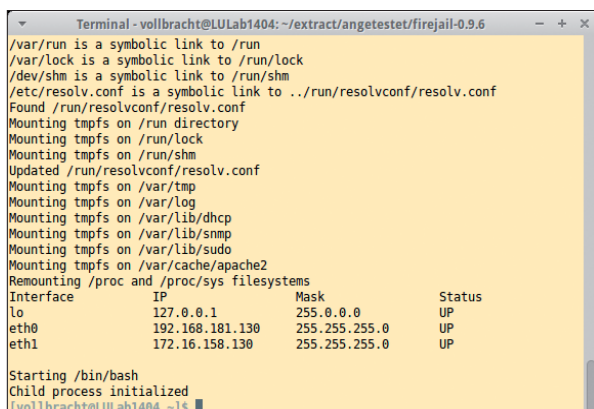 Terminal - vollbracht@LULab1404: ~/extract/angetestet/firejail-0.9.6
/var/run is a symbolic link to /run
/var/lock is a symbolic link to /run/lock
/dev/shm is a symbolic link to /run/shm
/etc/resolv.conf is a symbolic link to ../run/resolvconf/resolv.conf
Found /run/resolvconf/resolv.conf
Mounting tmpfs on /run directory
Mounting tmpfs on /run/lock
Mounting tmpfs on /run/shm
Updated /run/resolvconf/resolv.conf
Mounting tmpfs on /var/tmp
Mounting tmpfs on /var/log
Mounting tmpfs on /var/lib/dhcp
Mounting tmpfs on /var/lib/snmp
Mounting tmpfs on /var/lib/sudo
Mounting tmpfs on /var/cache/apache2
Remounting /proc and /proc/sys filesystems
Interface IP Mask Status
lo 127.0.0.1 255.0.0.0 UP
eth0 192.168.181.130 255.255.255.0 UP
eth1 172.16.158.130 255.255.255.0 UP
Starting /bin/bash
Child process initialized
[vollbracht@LULab1404 ~]$